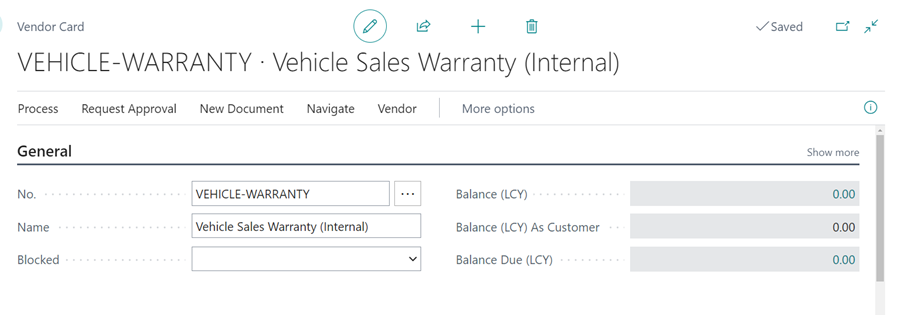 Vendor Card
Saved
VEHICLE-WARRANTY · Vehicle Sales Warranty (Internal)
Process Request Approval New Document Navigate Vendor More options
General Show more
No. VEHICLE-WARRANTY ... Balance (LCY) 0.00
Name Vehicle Sales Warranty (Internal) Balance (LCY) As Customer 0.00
Blocked Balance Due (LCY) 0.00